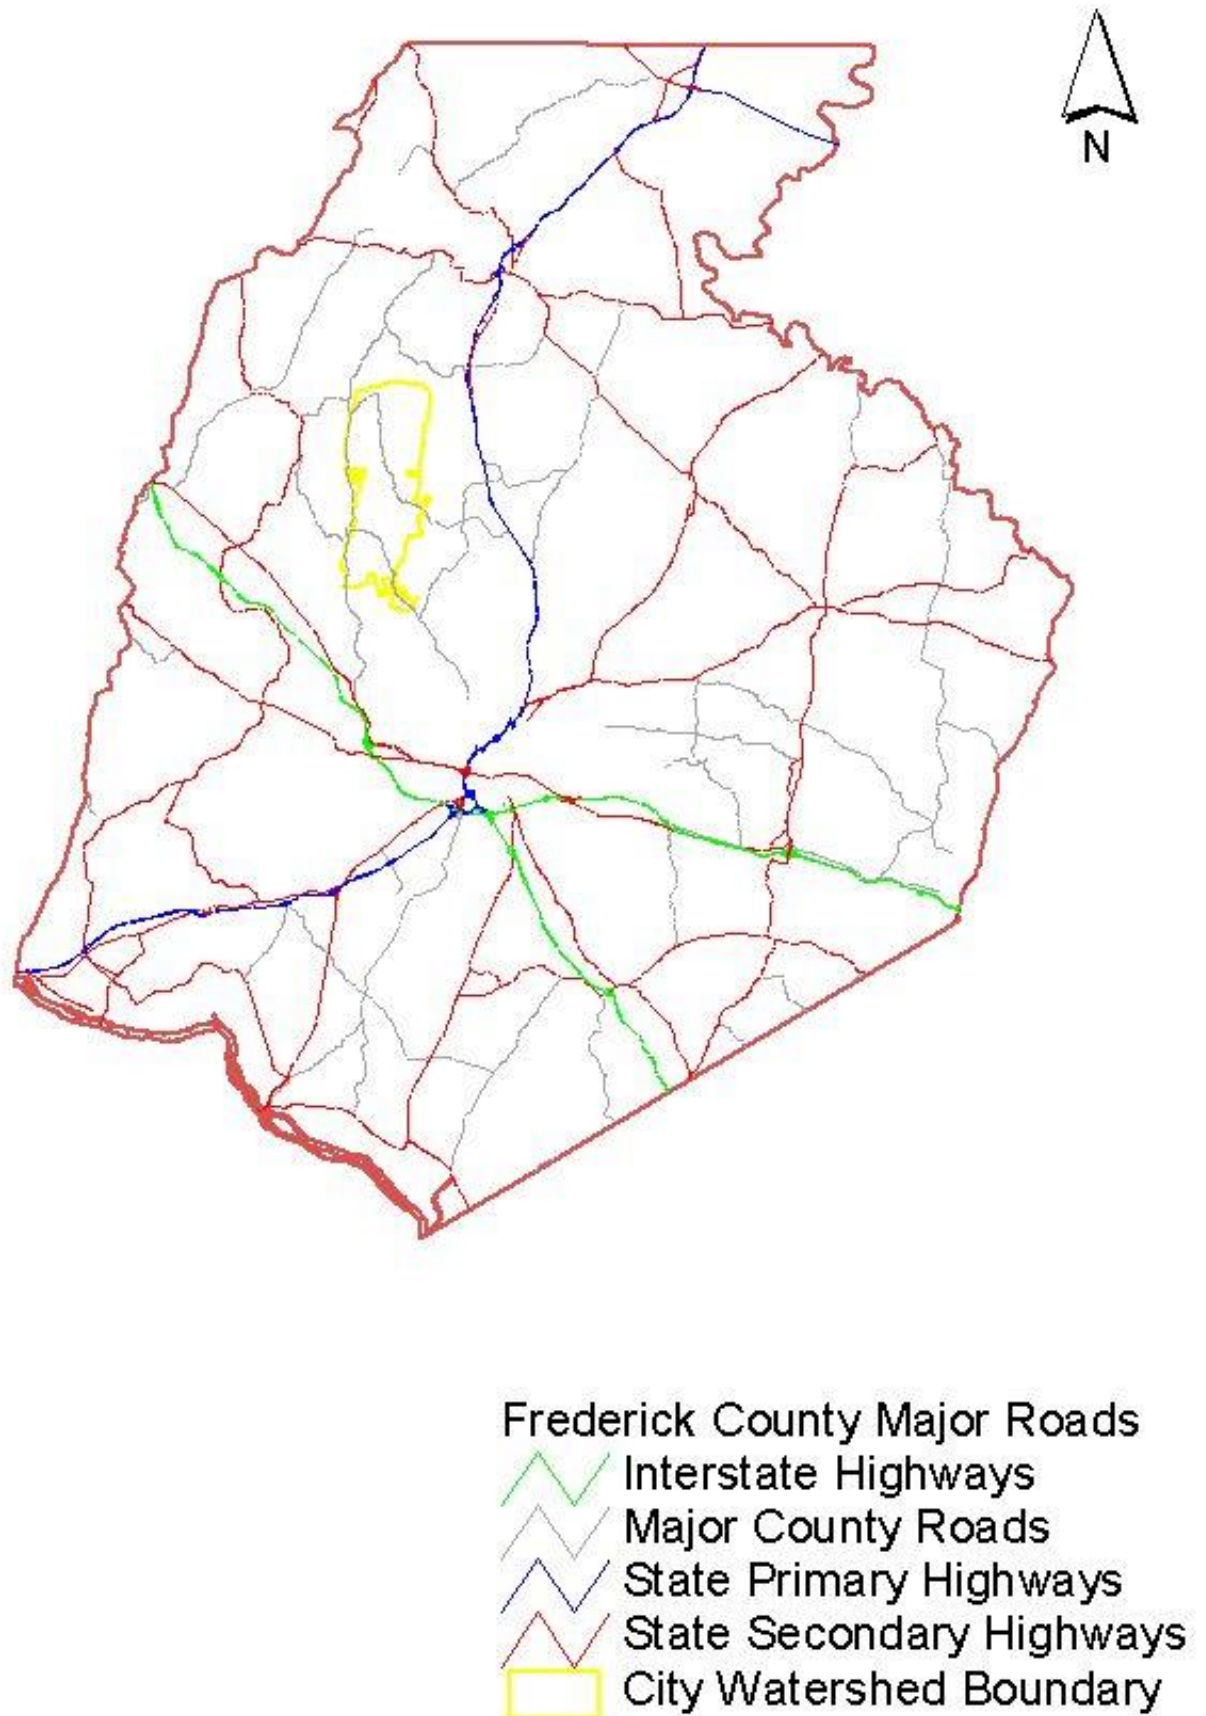 N
Frederick County Major Roads
Interstate Highways
Major County Roads
State Primary Highways
State Secondary Highways
City Watershed Boundary